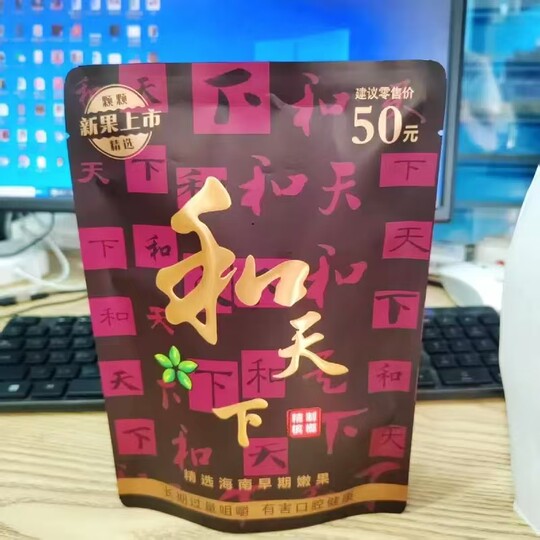 颗颗
新果上市
精选
建议零售价
50元
和天下
精制
槟榔
精选海南早期嫩果
长期过量咀嚼 有害口腔健康